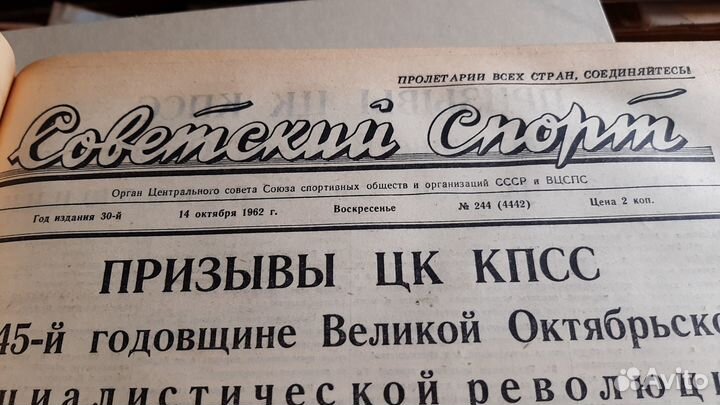 ПРОЛЕТАРИИ ВСЕХ СТРАН, СОЕДИНЯЙТЕСЬ!
Советский Спорт
Орган Центрального совета Союза спортивных обществ и организаций СССР и ВЦСПС
Год издания 30-й 14 октября 1962 г. Воскресенье № 244 (4442) Цена 2 коп.
ПРИЗЫВЫ ЦК КПСС
45-й годовщине Великой Октябрьско
циалистической револю
Avito